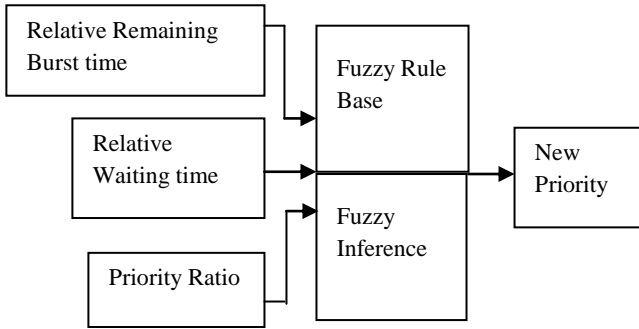 Relative Remaining
Burst time
Fuzzy Rule
Base
Relative
Waiting time
New
Priority
Fuzzy
Inference
Priority Ratio